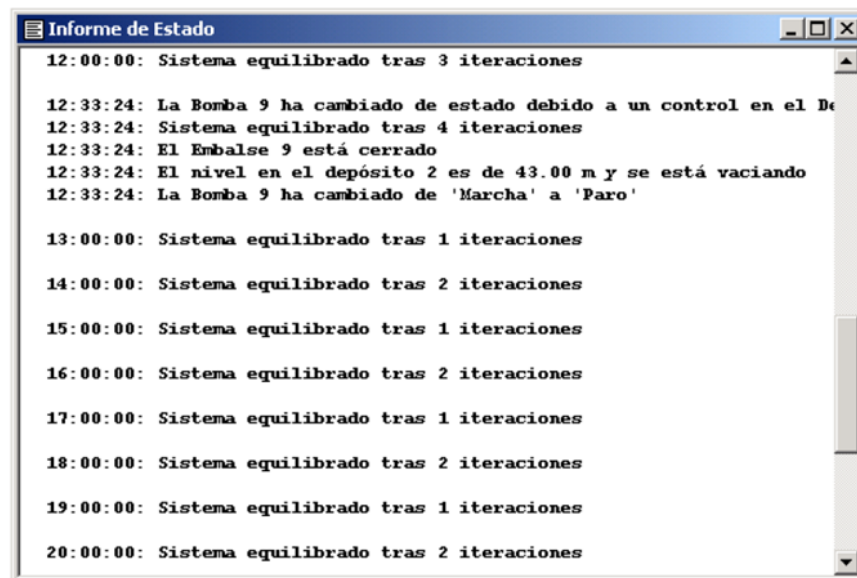 Informe de Estado
12:00:00: Sistema equilibrado tras 3 iteraciones
12:33:24: La Bomba 9 ha cambiado de estado debido a un control en el
12:33:24: Sistema equilibrado tras 4 iteraciones
12:33:24: El Embalse 9 está cerrado
12:33:24: El nivel en el depósito 2 es de 43.00 m y se está vaciando
12:33:24: La Bomba 9 ha cambiado de 'Marcha' a 'Paro'
13:00:00: Sistema equilibrado tras 1 iteraciones
14:00:00: Sistema equilibrado tras 2 iteraciones
15:00:00: Sistema equilibrado tras 1 iteraciones
16:00:00: Sistema equilibrado tras 2 iteraciones
17:00:00: Sistema equilibrado tras 1 iteraciones
18:00:00: Sistema equilibrado tras 2 iteraciones
19:00:00: Sistema equilibrado tras 1 iteraciones
20:00:00: Sistema equilibrado tras 2 iteraciones